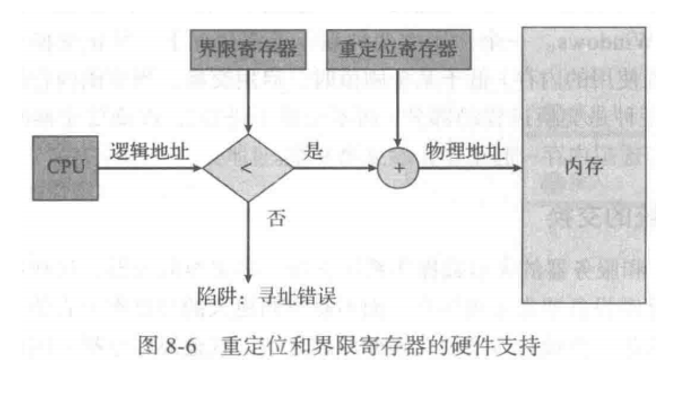 界限寄存器
重定位寄存器
CPU
逻辑地址
<
是
+
物理地址
内存
否
陷阱：寻址错误
图 8-6 重定位和界限寄存器的硬件支持